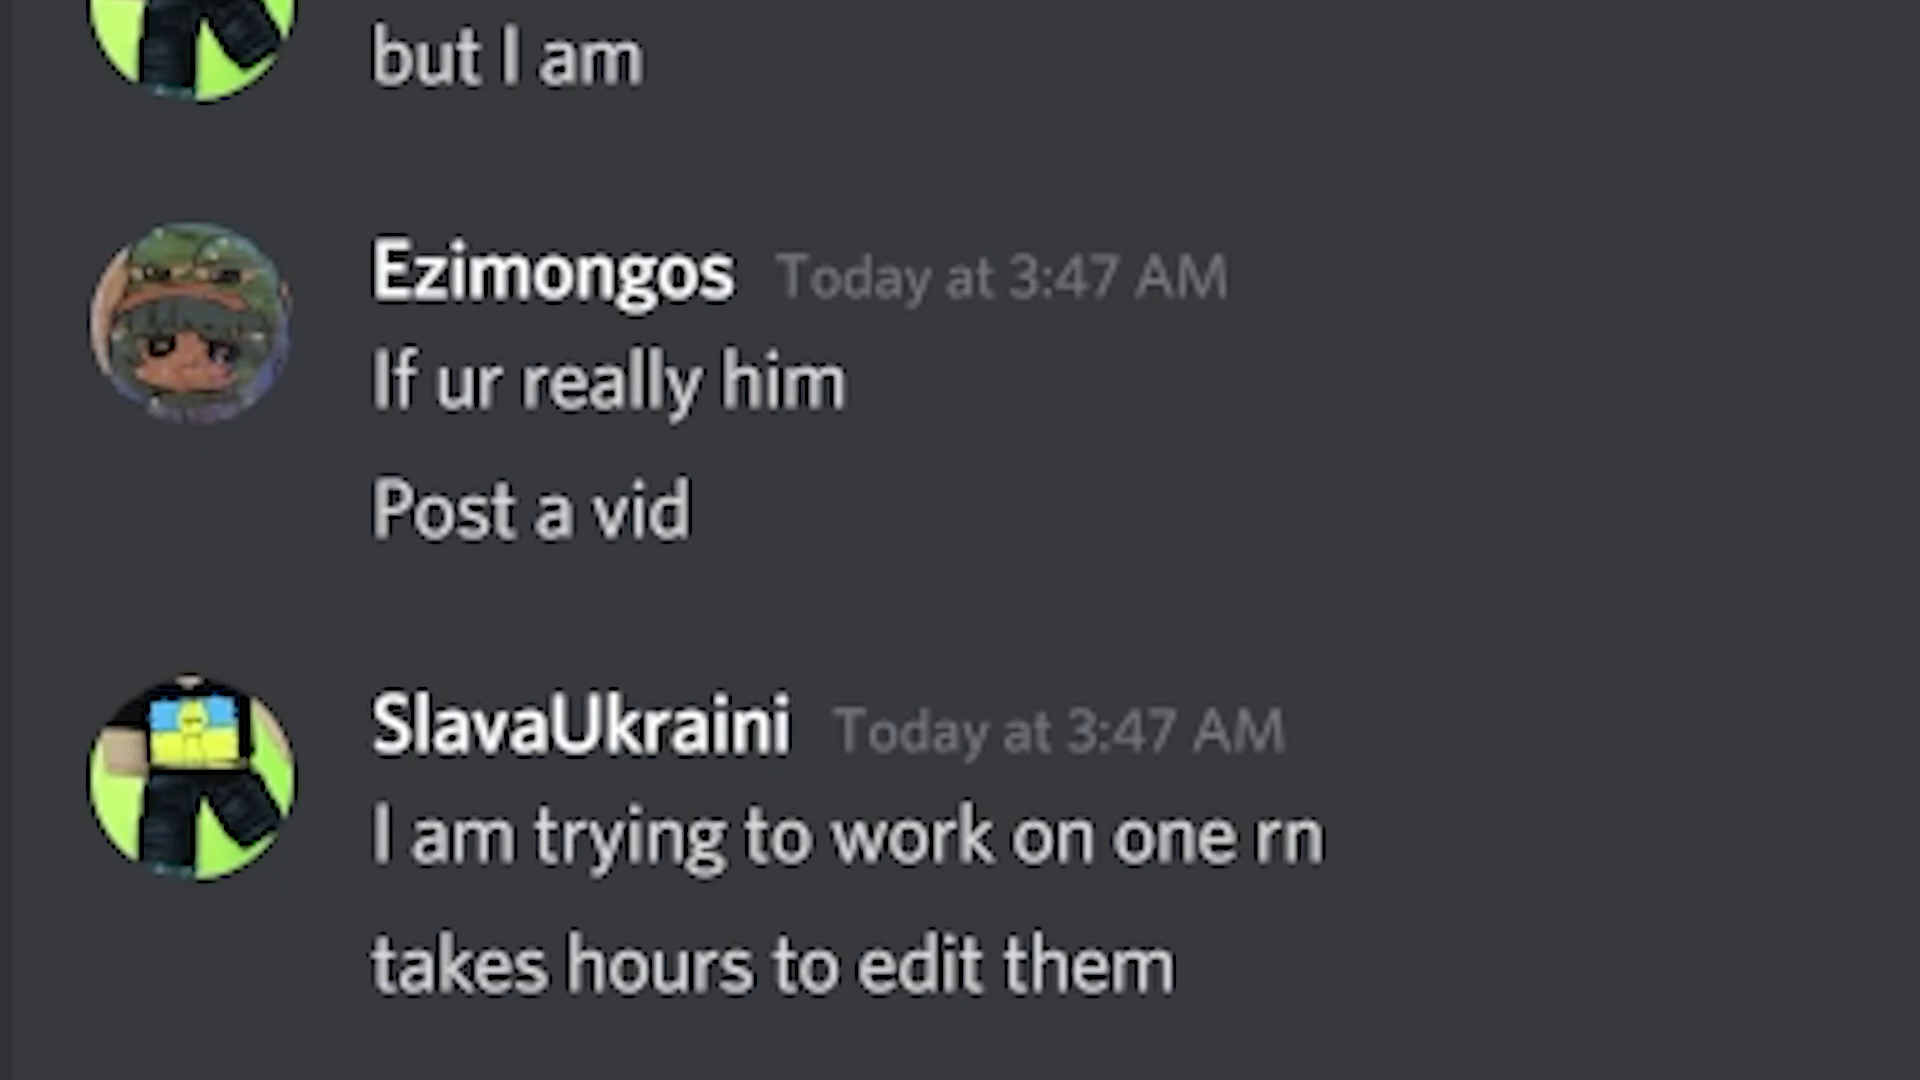 but I am
Ezimongos Today at 3:47 AM
If ur really him
Post a vid
SlavaUkraini Today at 3:47 AM
I am trying to work on one rn
takes hours to edit them